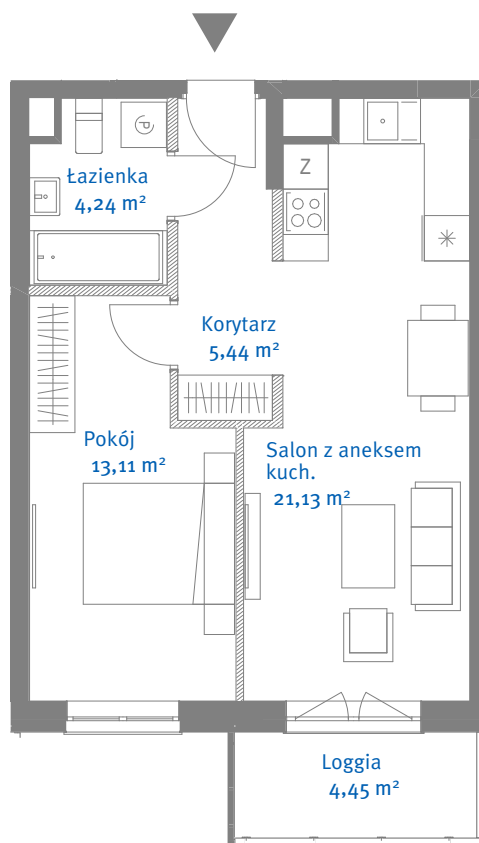 P
Łazienka
4,24 m²
Z
Korytarz
5,44 m²
Pokój
13,11 m²
Salon z aneksem
kuch.
21,13 m²
Loggia
4,45 m²